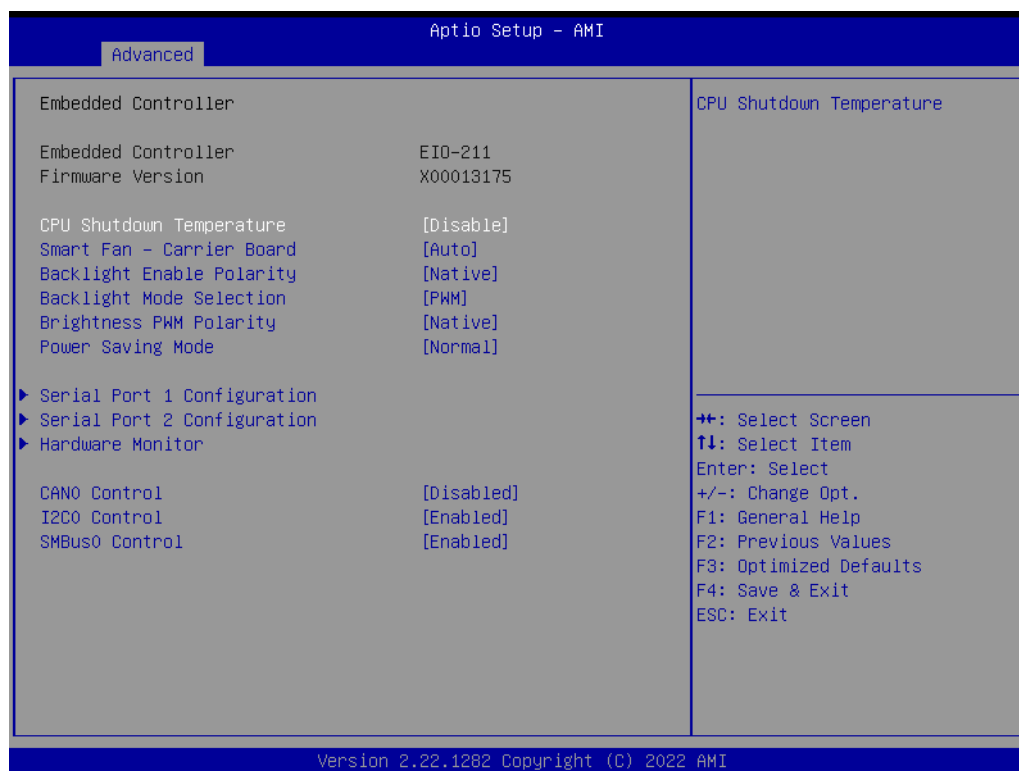 Aptio Setup – AMI
Advanced
Embedded Controller
Embedded Controller EIO-211
Firmware Version X00013175
CPU Shutdown Temperature [Disable]
Smart Fan – Carrier Board [Auto]
Backlight Enable Polarity [Native]
Backlight Mode Selection [PWM]
Brightness PWM Polarity [Native]
Power Saving Mode [Normal]
Serial Port 1 Configuration
Serial Port 2 Configuration
Hardware Monitor
CAN0 Control [Disabled]
I2C0 Control [Enabled]
SMBus0 Control [Enabled]
CPU Shutdown Temperature
→←: Select Screen
↑↓: Select Item
Enter: Select
+/-: Change Opt.
F1: General Help
F2: Previous Values
F3: Optimized Defaults
F4: Save & Exit
ESC: Exit
Version 2.22.1282 Copyright (C) 2022 AMI